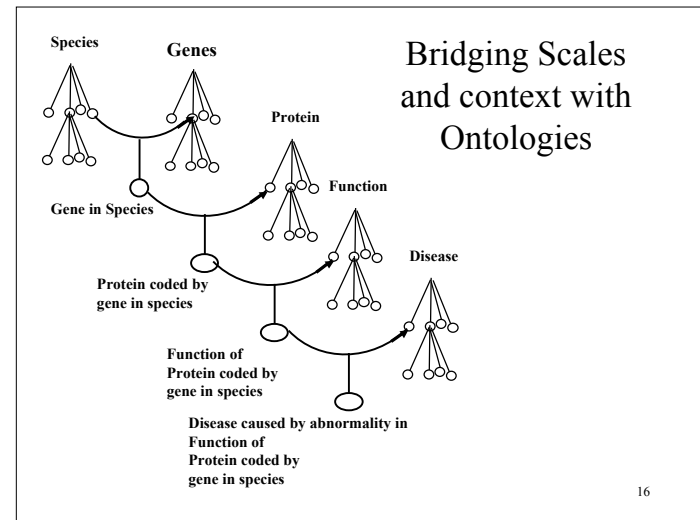 Species
Genes
Bridging Scales
and context with
Ontologies
Protein
Gene in Species
Function
Protein coded by
gene in species
Disease
Function of
Protein coded by
gene in species
Disease caused by abnormality in
Function of
Protein coded by
gene in species
16